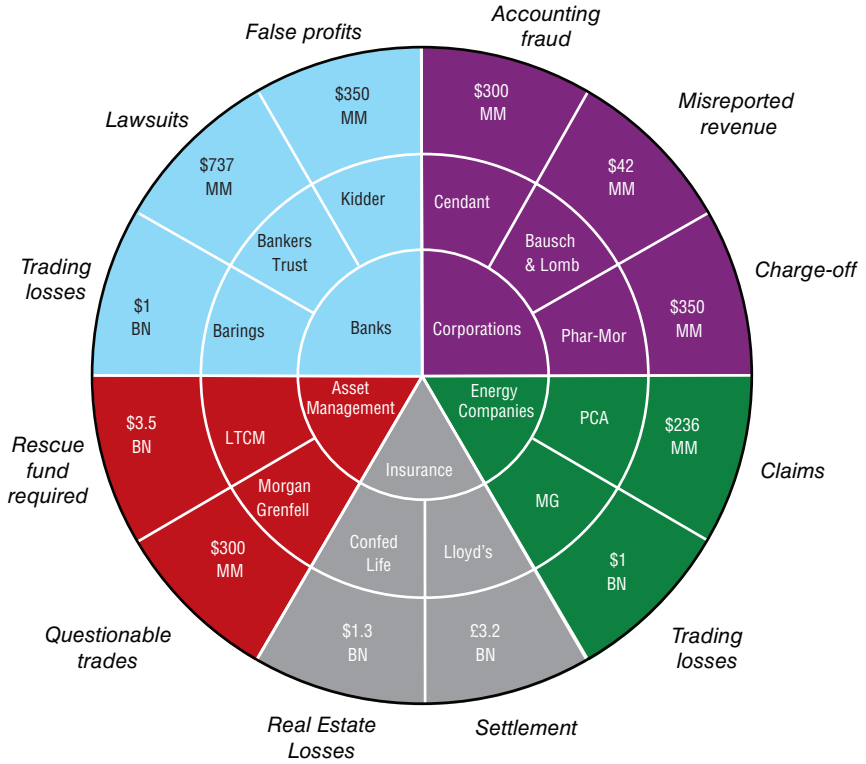 Accounting
fraud
False profits
Misreported
revenue
Lawsuits
Charge-off
Trading
losses
Claims
Rescue
fund
required
Questionable
trades
Trading
losses
Real Estate
Losses
Settlement
$350
MM
$300
MM
$737
MM
$42
MM
$1
BN
$350
MM
$3.5
BN
$236
MM
$300
MM
$1
BN
$1.3
BN
£3.2
BN
Kidder
Cendant
Bankers
Trust
Bausch
& Lomb
Barings
Phar-Mor
LTCM
PCA
Morgan
Grenfell
MG
Confed
Life
Lloyd's
Banks
Corporations
Asset
Management
Energy
Companies
Insurance